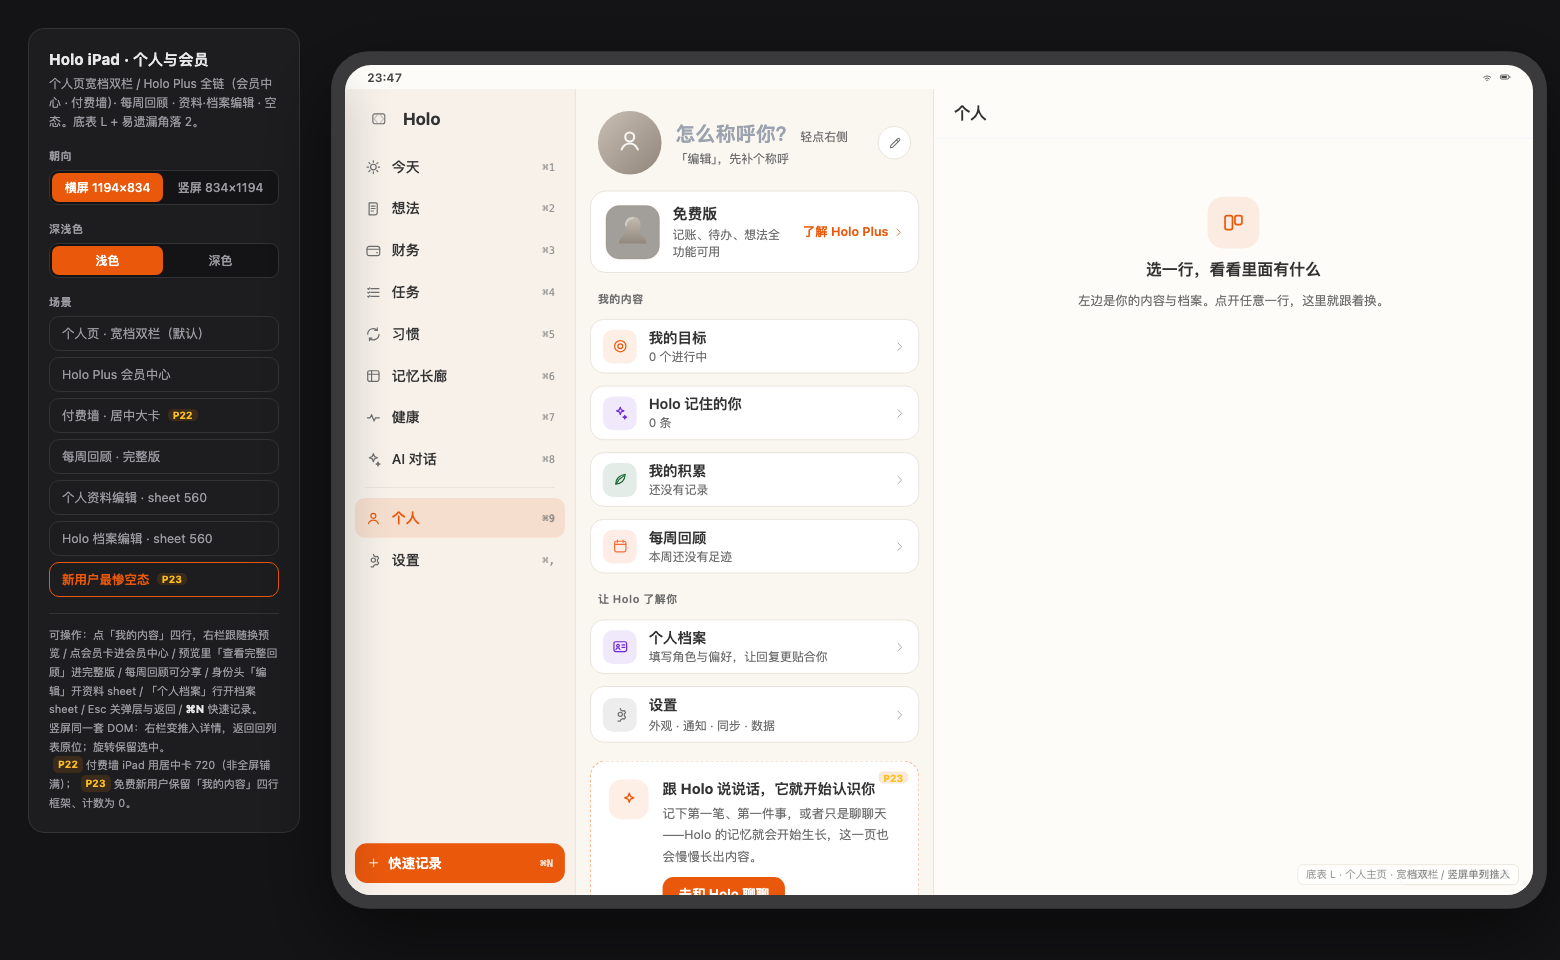 Holo iPad · 个人与会员
个人页宽档双栏 / Holo Plus 全链（会员中
心 · 付费墙）· 每周回顾 · 资料·档案编辑 · 空
态。底表 L + 易遗漏角落 2。
朝向
横屏 1194×834
竖屏 834×1194
深浅色
浅色
深色
场景
个人页 · 宽档双栏（默认）
Holo Plus 会员中心
付费墙 · 居中大卡 P22
每周回顾 · 完整版
个人资料编辑 · sheet 560
Holo 档案编辑 · sheet 560
新用户最惨空态 P23
可操作：点「我的内容」四行，右栏跟随换预
览 / 点会员卡进会员中心 / 预览里「查看完整回
顾」进完整版 / 每周回顾可分享 / 身份头「编
辑」开资料 sheet / 「个人档案」行开档案
sheet / Esc 关弹层与返回 / ⌘N 快速记录。
竖屏同一套 DOM：右栏变推入详情，返回回列
表原位；旋转保留选中。
P22 付费墙 iPad 用居中卡 720（非全屏铺
满）； P23 免费新用户保留「我的内容」四行
框架、计数为 0。
23:47
Holo
今天 ⌘1
想法 ⌘2
财务 ⌘3
任务 ⌘4
习惯 ⌘5
记忆长廊 ⌘6
健康 ⌘7
AI 对话 ⌘8
个人 ⌘9
设置 ⌘,
+ 快速记录 ⌘N
怎么称呼你? 轻点右侧
「编辑」，先补个称呼
免费版
记账、待办、想法全
功能可用
了解 Holo Plus
我的内容
我的目标
0 个进行中
Holo 记住的你
0 条
我的积累
还没有记录
每周回顾
本周还没有足迹
让 Holo 了解你
个人档案
填写角色与偏好，让回复更贴合你
设置
外观 · 通知 · 同步 · 数据
P23
跟 Holo 说说话，它就开始认识你
记下第一笔、第一件事，或者只是聊聊天
——Holo 的记忆就会开始生长，这一页也
会慢慢长出内容。
去和 Holo 聊聊
个人
选一行，看看里面有什么
左边是你的内容与档案。点开任意一行，这里就跟着换。
底表 L · 个人主页 · 宽档双栏 / 竖屏单列推入